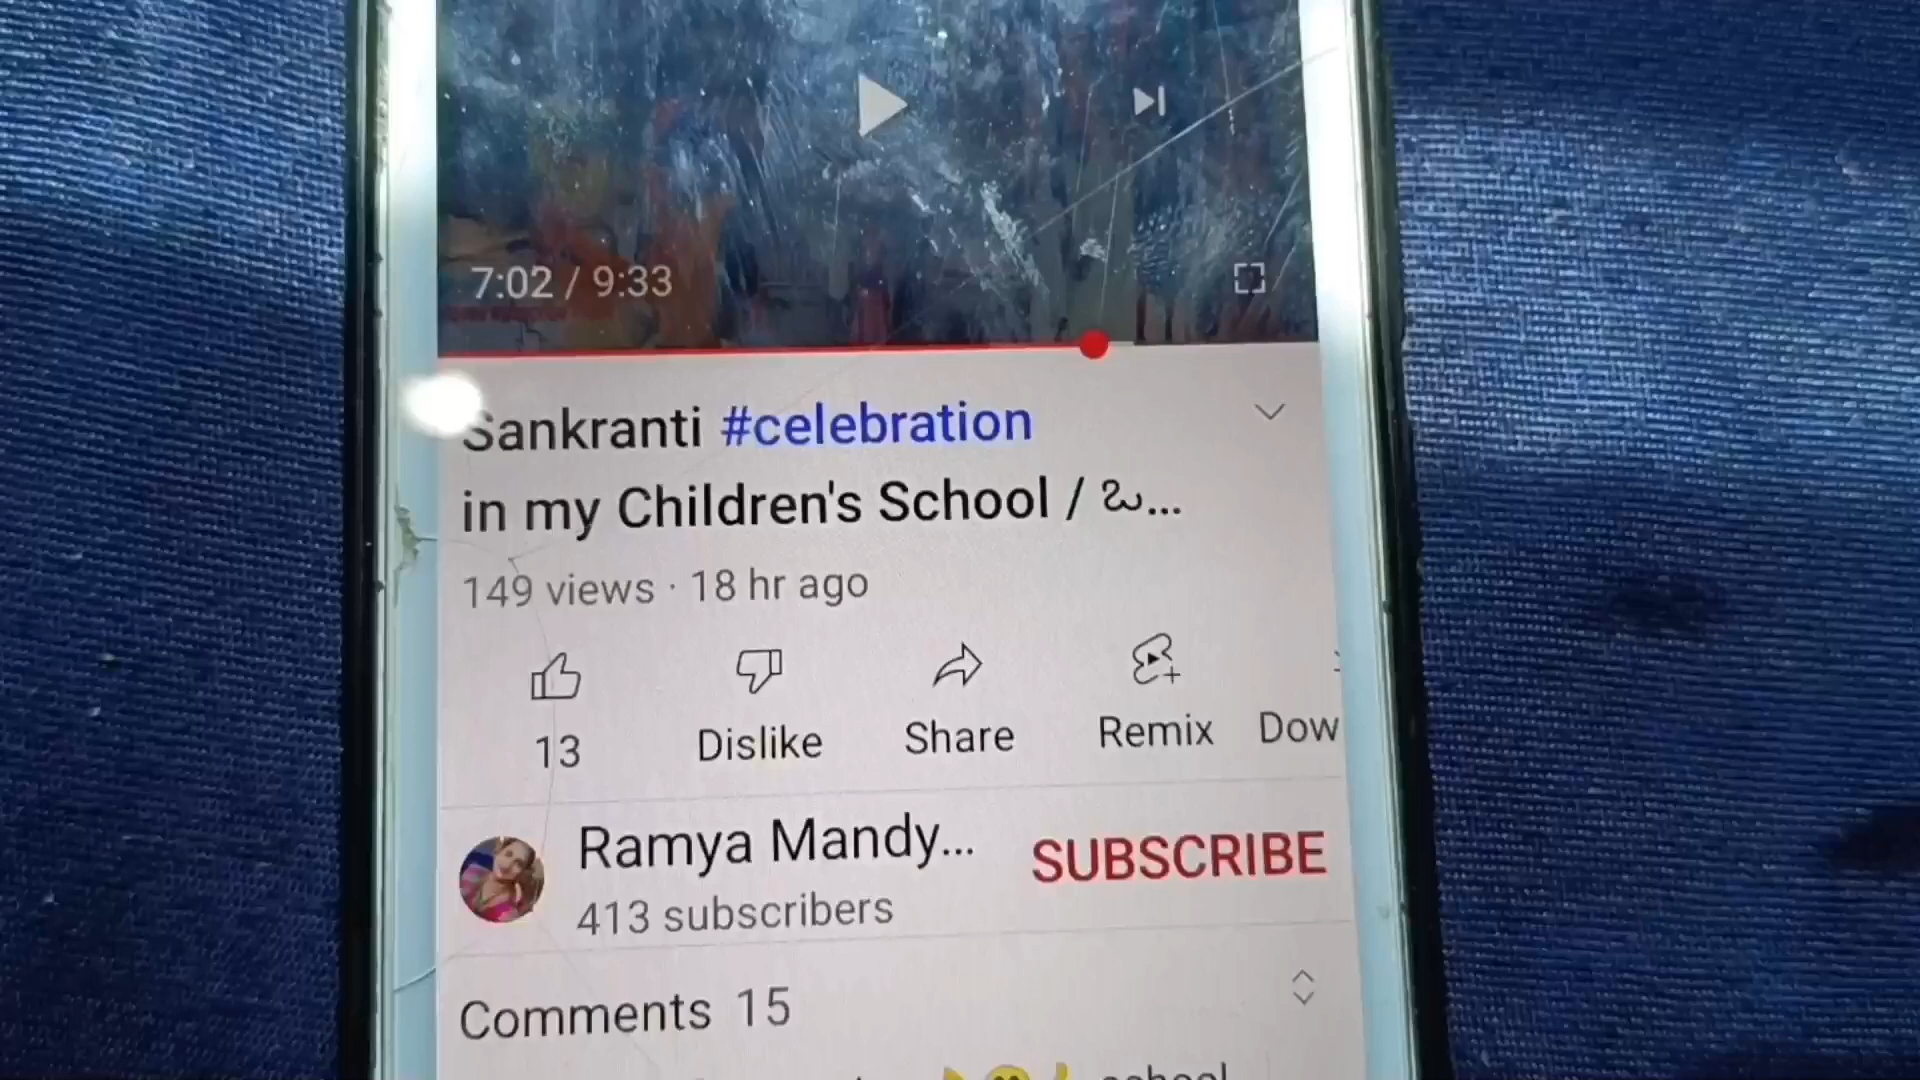 7:02 / 9:33
Sankranti #celebration
in my Children's School / ఒ...
149 views · 18 hr ago
13
Dislike
Share
Remix
Dow
Ramya Mandy...
SUBSCRIBE
413 subscribers
Comments 15
school